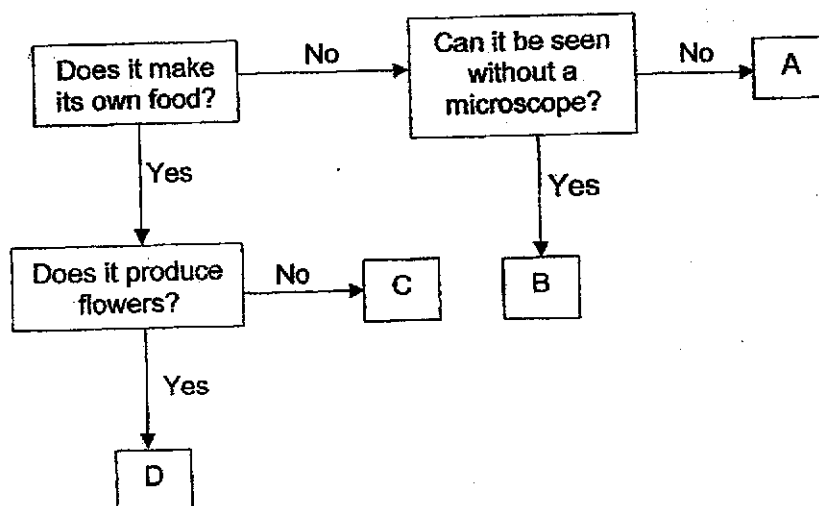 Does it make
its own food?
No
Can it be seen
without a
microscope?
No
A
Yes
Yes
Does it produce
flowers?
No
C
B
Yes
D